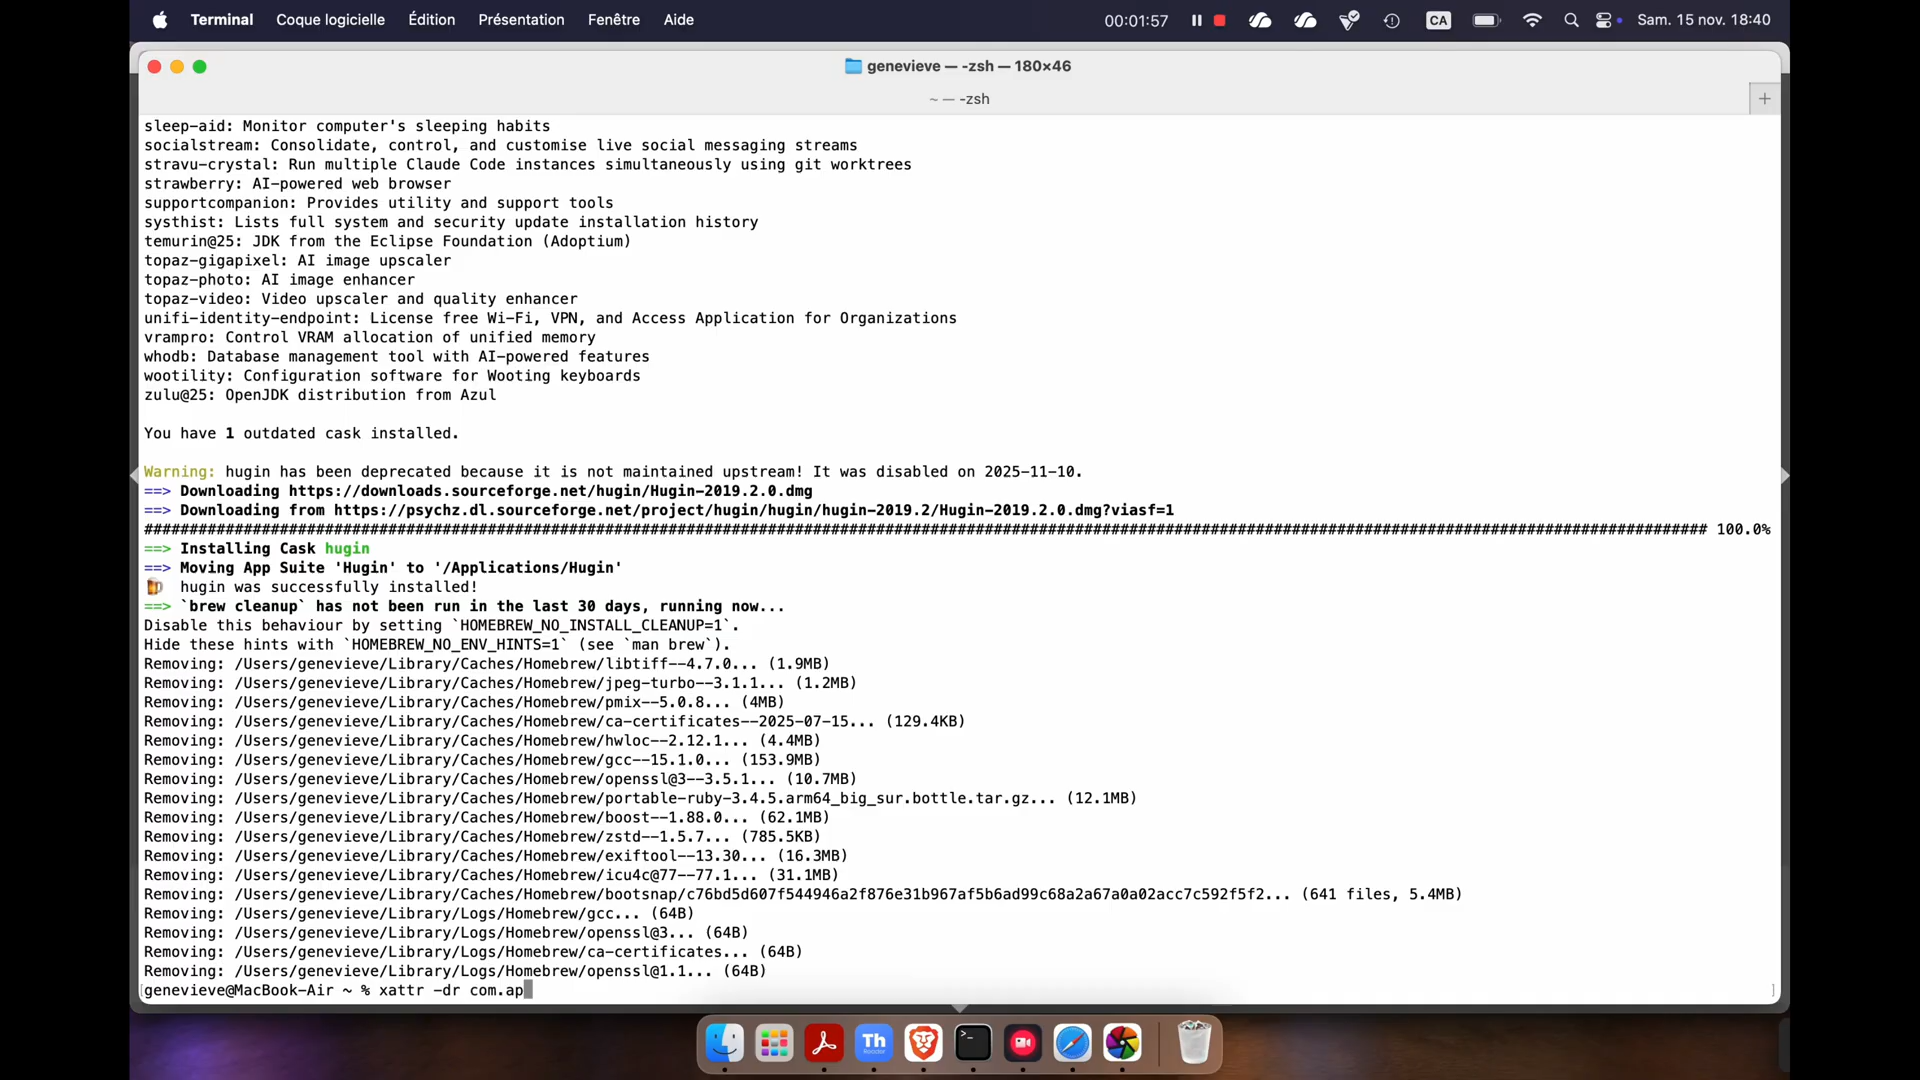 Terminal Coque logicielle Édition Présentation Fenêtre Aide 00:01:57 CA Sam. 15 nov. 18:40
genevieve — -zsh — 180×46
~ — -zsh
sleep-aid: Monitor computer's sleeping habits
socialstream: Consolidate, control, and customise live social messaging streams
stravu-crystal: Run multiple Claude Code instances simultaneously using git worktrees
strawberry: AI-powered web browser
supportcompanion: Provides utility and support tools
systhist: Lists full system and security update installation history
temurin@25: JDK from the Eclipse Foundation (Adoptium)
topaz-gigapixel: AI image upscaler
topaz-photo: AI image enhancer
topaz-video: Video upscaler and quality enhancer
unifi-identity-endpoint: License free Wi-Fi, VPN, and Access Application for Organizations
vrampro: Control VRAM allocation of unified memory
whodb: Database management tool with AI-powered features
wootility: Configuration software for Wooting keyboards
zulu@25: OpenJDK distribution from Azul
You have 1 outdated cask installed.
Warning: hugin has been deprecated because it is not maintained upstream! It was disabled on 2025-11-10.
==> Downloading https://downloads.sourceforge.net/hugin/Hugin-2019.2.0.dmg
==> Downloading from https://psychz.dl.sourceforge.net/project/hugin/hugin/hugin-2019.2/Hugin-2019.2.0.dmg?viasf=1
############################################################################################################################################################################# 100.0%
==> Installing Cask hugin
==> Moving App Suite 'Hugin' to '/Applications/Hugin'
🍺 hugin was successfully installed!
==> `brew cleanup` has not been run in the last 30 days, running now...
Disable this behaviour by setting `HOMEBREW_NO_INSTALL_CLEANUP=1`.
Hide these hints with `HOMEBREW_NO_ENV_HINTS=1` (see `man brew`).
Removing: /Users/genevieve/Library/Caches/Homebrew/libtiff--4.7.0... (1.9MB)
Removing: /Users/genevieve/Library/Caches/Homebrew/jpeg-turbo--3.1.1... (1.2MB)
Removing: /Users/genevieve/Library/Caches/Homebrew/pmix--5.0.8... (4MB)
Removing: /Users/genevieve/Library/Caches/Homebrew/ca-certificates--2025-07-15... (129.4KB)
Removing: /Users/genevieve/Library/Caches/Homebrew/hwloc--2.12.1... (4.4MB)
Removing: /Users/genevieve/Library/Caches/Homebrew/gcc--15.1.0... (153.9MB)
Removing: /Users/genevieve/Library/Caches/Homebrew/openssl@3--3.5.1... (10.7MB)
Removing: /Users/genevieve/Library/Caches/Homebrew/portable-ruby-3.4.5.arm64_big_sur.bottle.tar.gz... (12.1MB)
Removing: /Users/genevieve/Library/Caches/Homebrew/boost--1.88.0... (62.1MB)
Removing: /Users/genevieve/Library/Caches/Homebrew/zstd--1.5.7... (785.5KB)
Removing: /Users/genevieve/Library/Caches/Homebrew/exiftool--13.30... (16.3MB)
Removing: /Users/genevieve/Library/Caches/Homebrew/icu4c@77--77.1... (31.1MB)
Removing: /Users/genevieve/Library/Caches/Homebrew/bootsnap/c76bd5d607f544946a2f876e31b967af5b6ad99c68a2a67a0a02acc7c592f5f2... (641 files, 5.4MB)
Removing: /Users/genevieve/Library/Logs/Homebrew/gcc... (64B)
Removing: /Users/genevieve/Library/Logs/Homebrew/openssl@3... (64B)
Removing: /Users/genevieve/Library/Logs/Homebrew/ca-certificates... (64B)
Removing: /Users/genevieve/Library/Logs/Homebrew/openssl@1.1... (64B)
[genevieve@MacBook-Air ~ % xattr -dr com.ap ]
Th
Reader